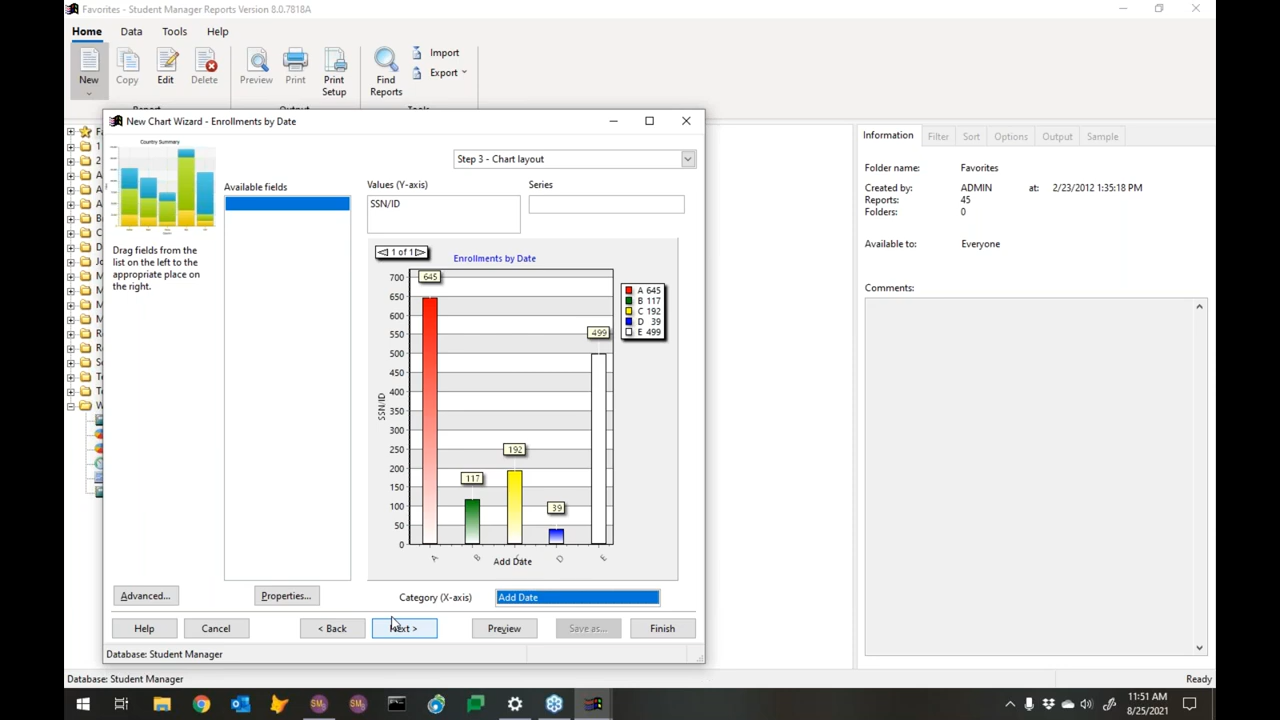 Favorites - Student Manager Reports Version 8.0.7818A
Home Data Tools Help
New Copy Edit Delete Preview Print Print Setup Find Reports Import Export
New Chart Wizard - Enrollments by Date
Country Summary
Step 3 - Chart layout
Drag fields from the
list on the left to the
appropriate place on
the right.
Available fields
Values (Y-axis)
SSN/ID
Series
1 of 1
Enrollments by Date
700
650
600
550
500
450
400
350
300
250
200
150
100
50
0
SSN/ID
645
117
192
39
499
A B D E
Add Date
A 645
B 117
C 192
D 39
E 499
Category (X-axis) Add Date
Advanced... Properties...
Help Cancel < Back Next > Preview Save as... Finish
Database: Student Manager
Information Filter Sort Options Output Sample
Folder name: Favorites
Created by: ADMIN at: 2/23/2012 1:35:18 PM
Reports: 45
Folders: 0
Available to: Everyone
Comments:
Database: Student Manager
Ready
11:51 AM
8/25/2021